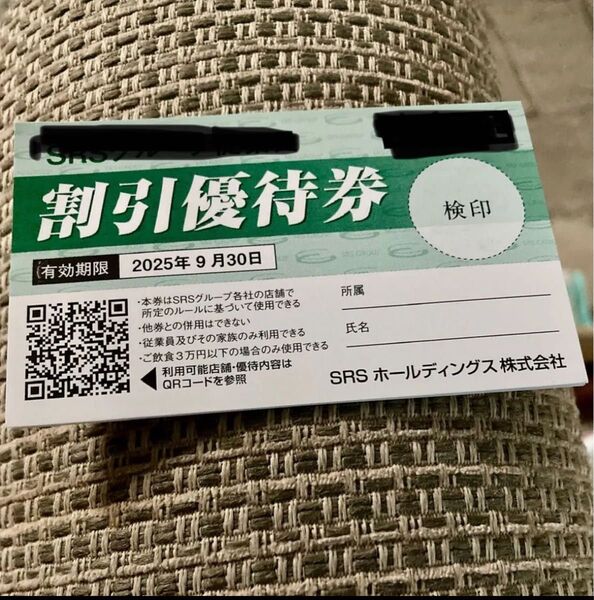 SRSグループ
割引優待券
検印
有効期限 2025年9月30日
・本券はSRSグループ各社の店舗で
所定のルールに基づいて使用できる
・他券との併用はできない
・従業員及びその家族のみ利用できる
・ご飲食3万円以下の場合のみ使用できる
◀ 利用可能店舗・優待内容は
QRコードを参照
所属
氏名
SRS ホールディングス株式会社